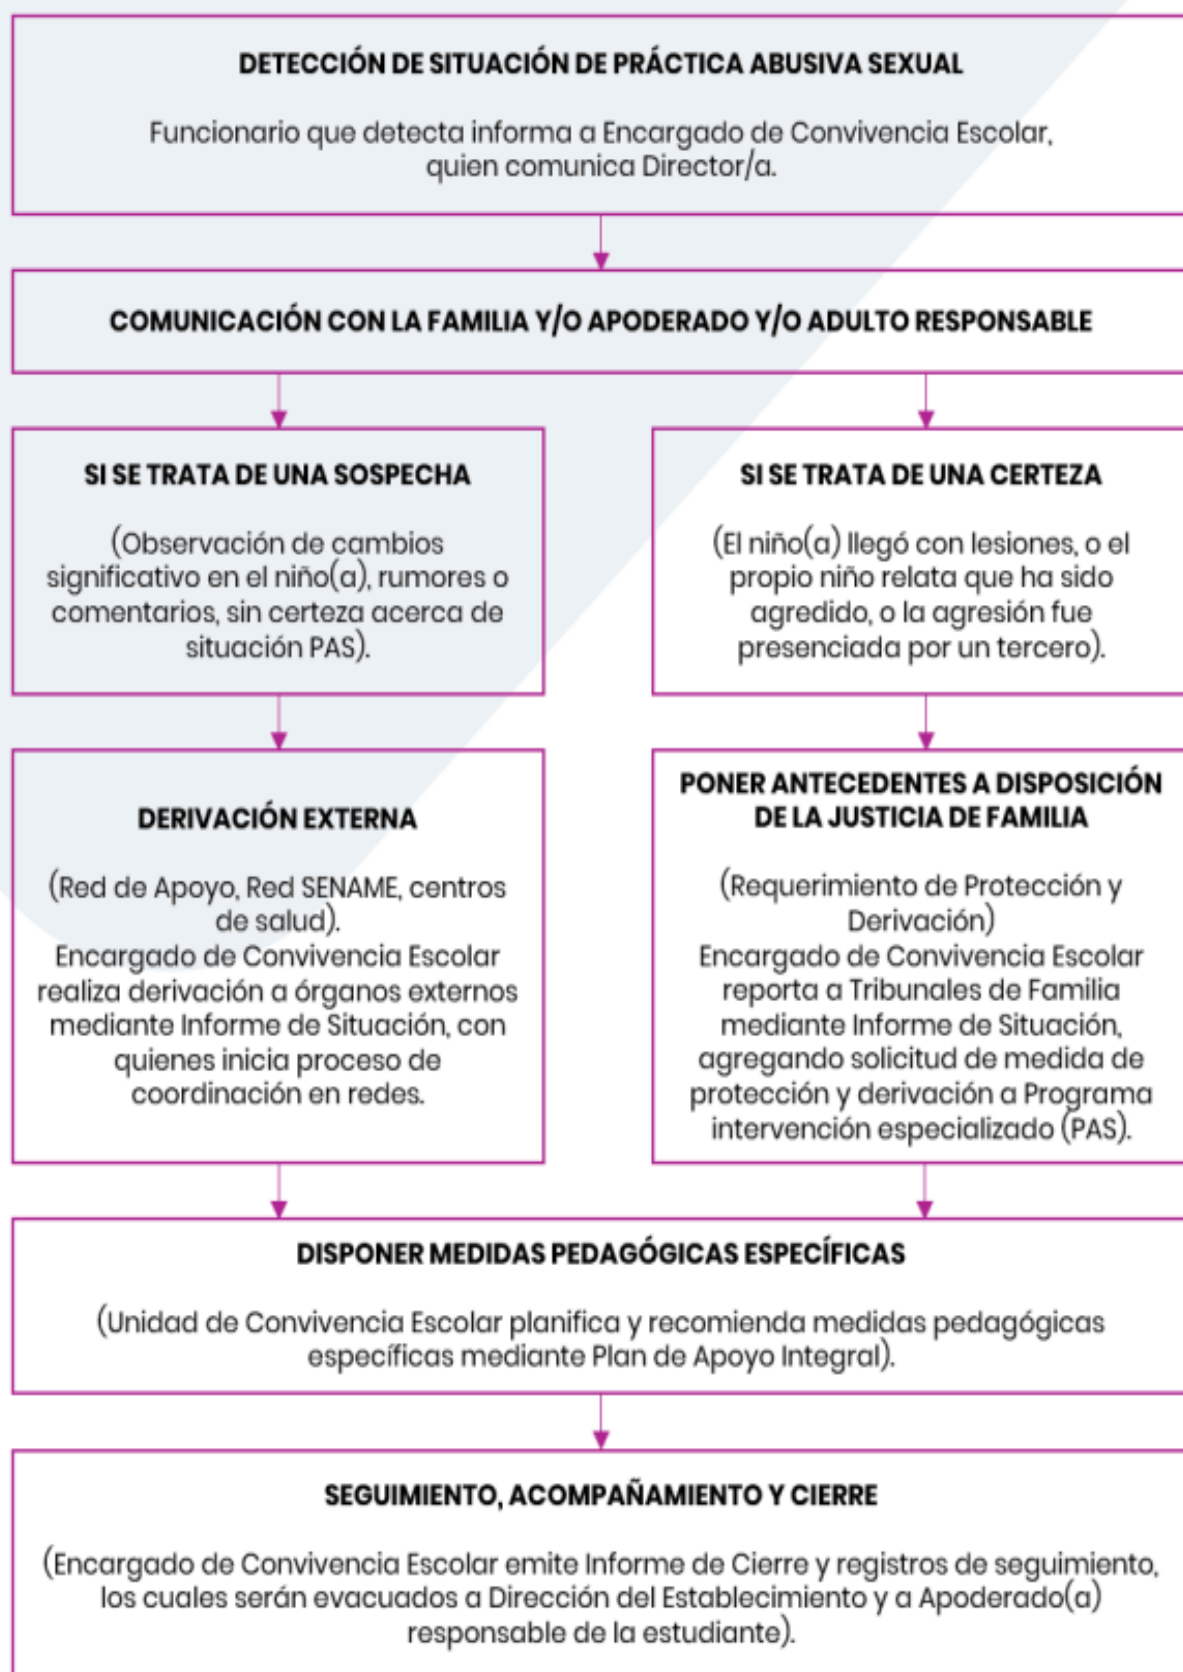 DETECCIÓN DE SITUACIÓN DE PRÁCTICA ABUSIVA SEXUAL
Funcionario que detecta informa a Encargado de Convivencia Escolar,
quien comunica Director/a.
COMUNICACIÓN CON LA FAMILIA Y/O APODERADO Y/O ADULTO RESPONSABLE
SI SE TRATA DE UNA SOSPECHA
(Observación de cambios
significativo en el niño(a), rumores o
comentarios, sin certeza acerca de
situación PAS).
SI SE TRATA DE UNA CERTEZA
(El niño(a) llegó con lesiones, o el
propio niño relata que ha sido
agredido, o la agresión fue
presenciada por un tercero).
DERIVACIÓN EXTERNA
(Red de Apoyo, Red SENAME, centros
de salud).
Encargado de Convivencia Escolar
realiza derivación a órganos externos
mediante Informe de Situación, con
quienes inicia proceso de
coordinación en redes.
PONER ANTECEDENTES A DISPOSICIÓN
DE LA JUSTICIA DE FAMILIA
(Requerimiento de Protección y
Derivación)
Encargado de Convivencia Escolar
reporta a Tribunales de Familia
mediante Informe de Situación,
agregando solicitud de medida de
protección y derivación a Programa
intervención especializado (PAS).
DISPONER MEDIDAS PEDAGÓGICAS ESPECÍFICAS
(Unidad de Convivencia Escolar planifica y recomienda medidas pedagógicas
específicas mediante Plan de Apoyo Integral).
SEGUIMIENTO, ACOMPAÑAMIENTO Y CIERRE
(Encargado de Convivencia Escolar emite Informe de Cierre y registros de seguimiento,
los cuales serán evacuados a Dirección del Establecimiento y a Apoderado(a)
responsable de la estudiante).